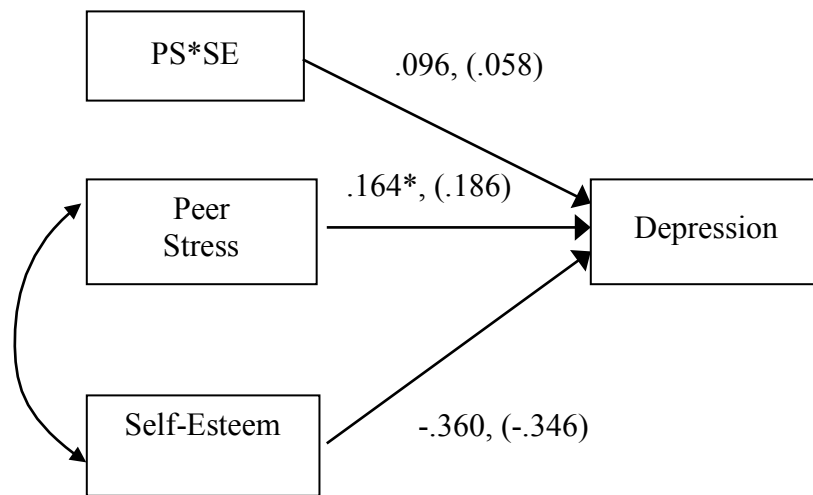 PS*SE
.096, (.058)
.164*, (.186)
Peer
Stress
Depression
Self-Esteem
-.360, (-.346)